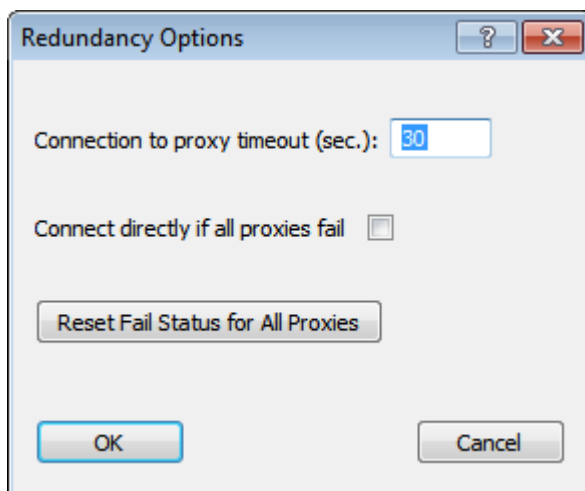 Redundancy Options
?
Connection to proxy timeout (sec.): 30
Connect directly if all proxies fail
Reset Fail Status for All Proxies
OK Cancel